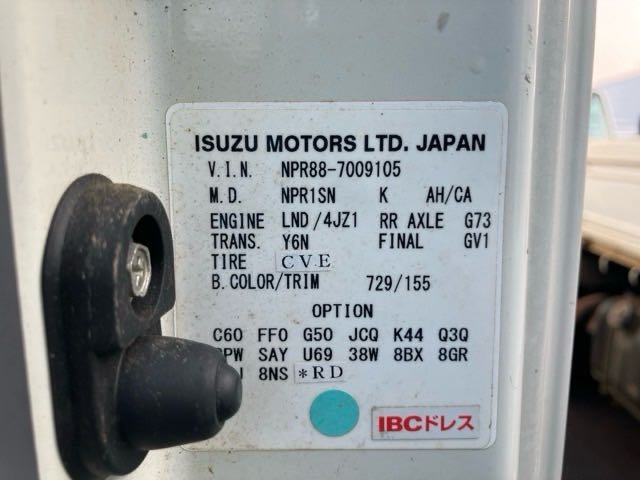 ISUZU MOTORS LTD. JAPAN
V.I.N. NPR88-7009105
M.D. NPR1SN K AH/CA
ENGINE LND/4JZ1 RR AXLE G73
TRANS. Y6N FINAL GV1
TIRE CVE
B.COLOR/TRIM 729/155
OPTION
C60 FF0 G50 JCQ K44 Q3Q
SAY U69 38W 8BX 8GR
8NS *RD
IBCドレス